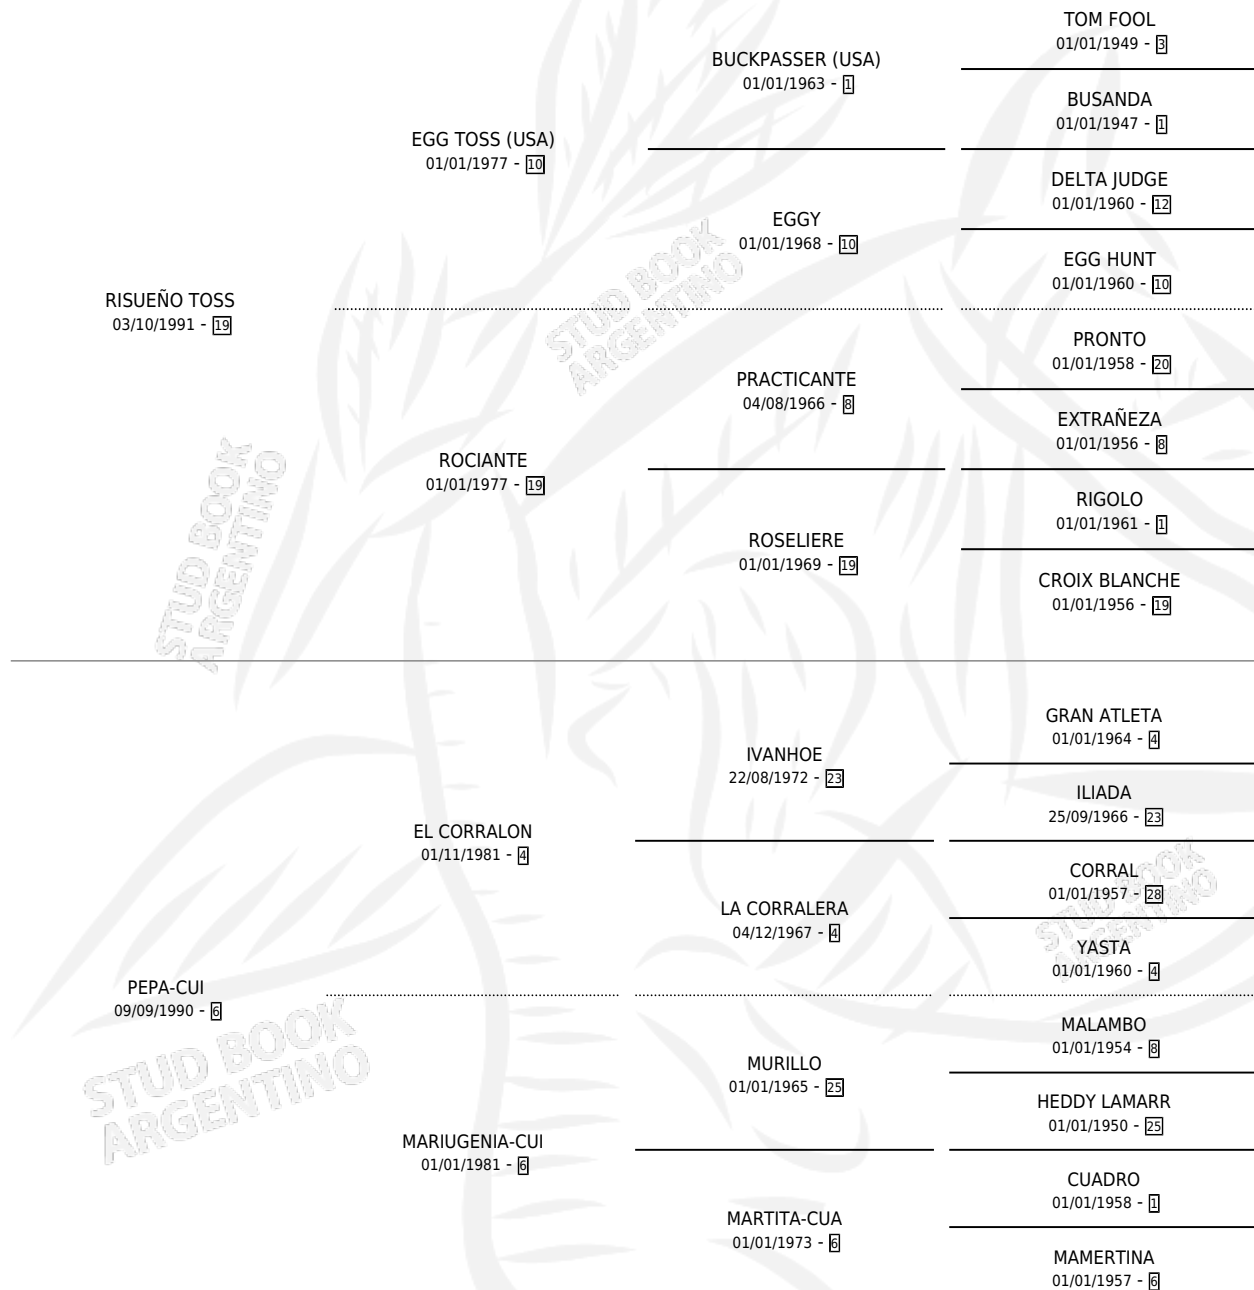 TOM FOOL
01/01/1949 - 3
BUCKPASSER (USA)
01/01/1963 - 1
BUSANDA
01/01/1947 - 1
EGG TOSS (USA)
01/01/1977 - 10
DELTA JUDGE
01/01/1960 - 12
EGGY
01/01/1968 - 10
EGG HUNT
01/01/1960 - 10
RISUEÑO TOSS
03/10/1991 - 19
PRONTO
01/01/1958 - 20
PRACTICANTE
04/08/1966 - 8
EXTRAÑEZA
01/01/1956 - 8
ROCIANTE
01/01/1977 - 19
RIGOLO
01/01/1961 - 1
ROSELIERE
01/01/1969 - 19
CROIX BLANCHE
01/01/1956 - 19
GRAN ATLETA
01/01/1964 - 4
IVANHOE
22/08/1972 - 23
ILIADA
25/09/1966 - 23
EL CORRALON
01/11/1981 - 4
CORRAL
01/01/1957 - 28
LA CORRALERA
04/12/1967 - 4
YASTA
01/01/1960 - 4
PEPA-CUI
09/09/1990 - 6
MALAMBO
01/01/1954 - 8
MURILLO
01/01/1965 - 25
HEDDY LAMARR
01/01/1950 - 25
MARIUGENIA-CUI
01/01/1981 - 6
CUADRO
01/01/1958 - 1
MARTITA-CUA
01/01/1973 - 6
MAMERTINA
01/01/1957 - 6
STUD BOOK
ARGENTINO
STUD BOOK
ARGENTINO
STUD BOOK
ARGENTINO
STUD BOOK
ARGENTINO